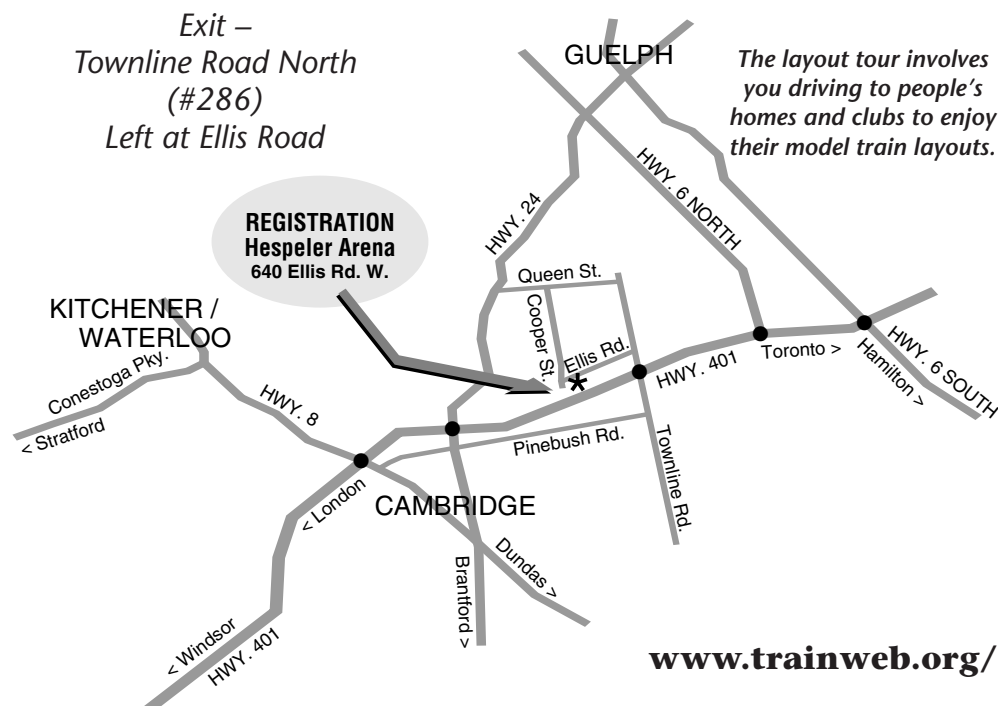 Exit –
Townline Road North
(#286)
Left at Ellis Road
GUELPH
The layout tour involves
you driving to people's
homes and clubs to enjoy
their model train layouts.
REGISTRATION
Hespeler Arena
640 Ellis Rd. W.
HWY. 24
HWY. 6 NORTH
Queen St.
Cooper St.
Ellis Rd.
*
KITCHENER /
WATERLOO
Conestoga Pky.
< Stratford
HWY. 8
HWY. 401
Toronto >
Hamilton >
HWY. 6 SOUTH
Pinebush Rd.
Townline Rd.
< London
CAMBRIDGE
Brantford >
Dundas >
< Windsor
HWY. 401
www.trainweb.org/